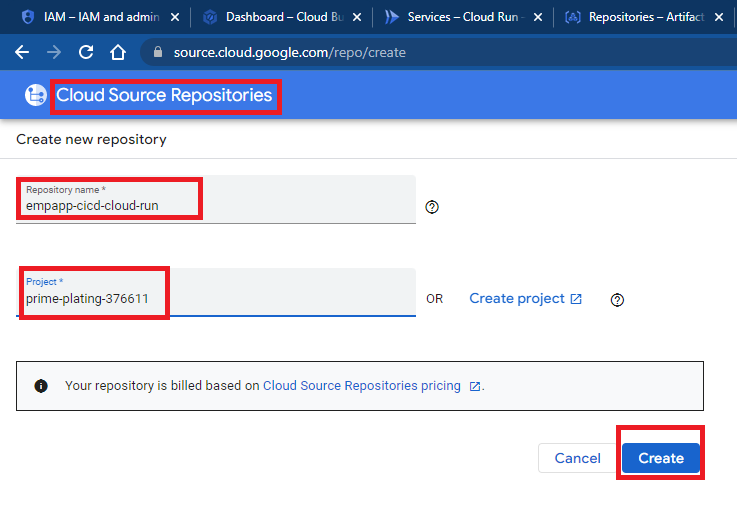 IAM – IAM and admin
Dashboard – Cloud Bu
Services – Cloud Run -
Repositories – Artifact
source.cloud.google.com/repo/create
Cloud Source Repositories
Create new repository
Repository name *
empapp-cicd-cloud-run
Project *
prime-plating-376611
OR
Create project
Your repository is billed based on Cloud Source Repositories pricing .
Cancel
Create